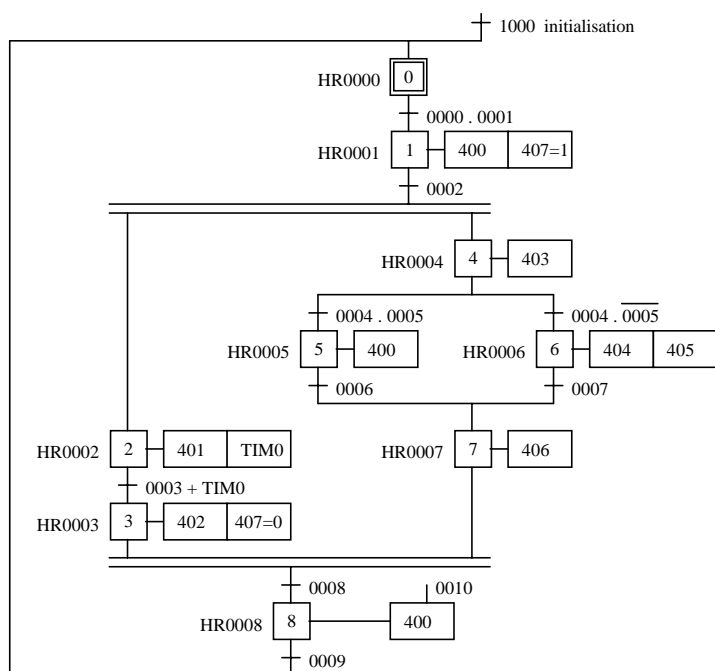 1000 initialisation
HR0000 0
0000 . 0001
HR0001 1 400 407=1
0002
HR0004 4 403
0004 . 0005 0004 . 0005
HR0005 5 400 HR0006 6 404 405
0006 0007
HR0002 2 401 TIM0 HR0007 7 406
0003 + TIM0
HR0003 3 402 407=0
0008 0010
HR0008 8 400
0009